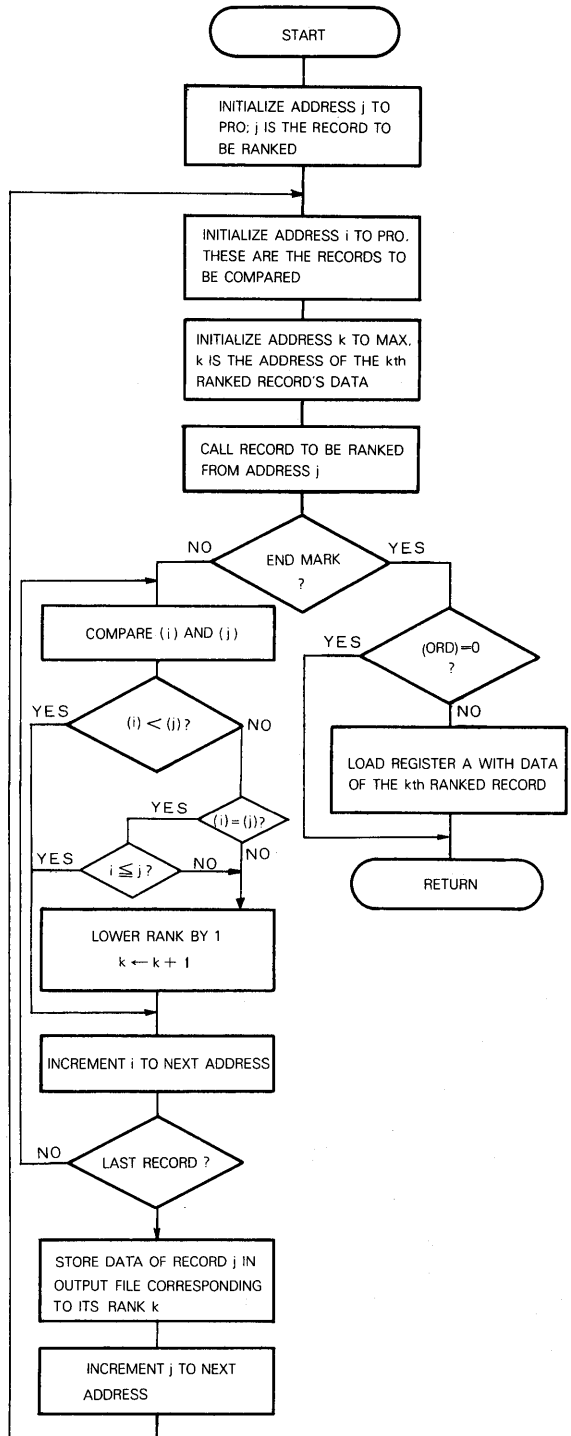 START
INITIALIZE ADDRESS j TO
PRO; j IS THE RECORD TO
BE RANKED
INITIALIZE ADDRESS i TO PRO.
THESE ARE THE RECORDS TO
BE COMPARED
INITIALIZE ADDRESS k TO MAX.
k IS THE ADDRESS OF THE kth
RANKED RECORD'S DATA
CALL RECORD TO BE RANKED
FROM ADDRESS j
NO
END MARK
?
YES
COMPARE (i) AND (j)
YES
(ORD)=0
?
NO
YES
(i) < (j)?
NO
LOAD REGISTER A WITH DATA
OF THE kth RANKED RECORD
YES
(i)=(j)?
NO
YES
i ≦ j?
NO
RETURN
LOWER RANK BY 1
k ← k + 1
INCREMENT i TO NEXT ADDRESS
NO
LAST RECORD ?
STORE DATA OF RECORD j IN
OUTPUT FILE CORRESPONDING
TO ITS RANK k
INCREMENT j TO NEXT
ADDRESS